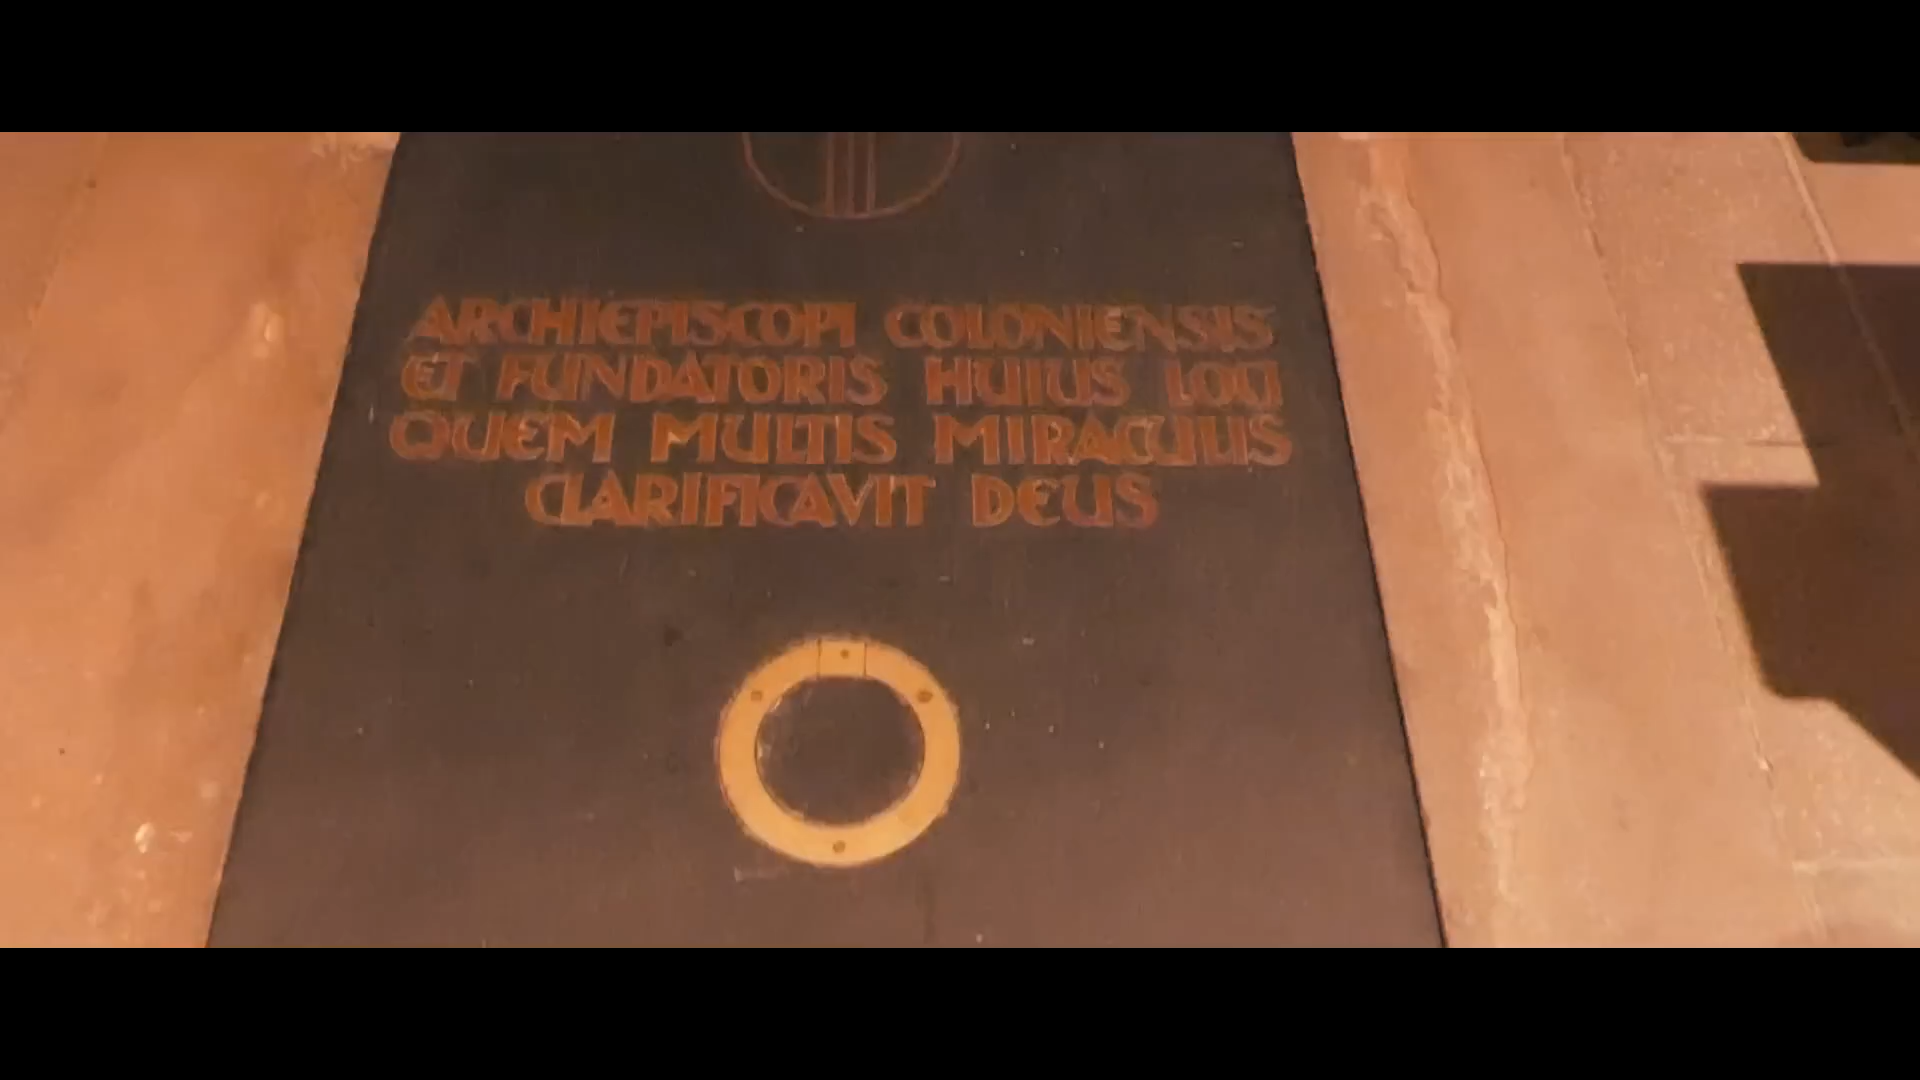 ARCHIEPISCOPI COLONIENSIS
ET FUNDATORIS HUIUS LOCI
QUEM MULTIS MIRACULIS
CLARIFICAVIT DEUS